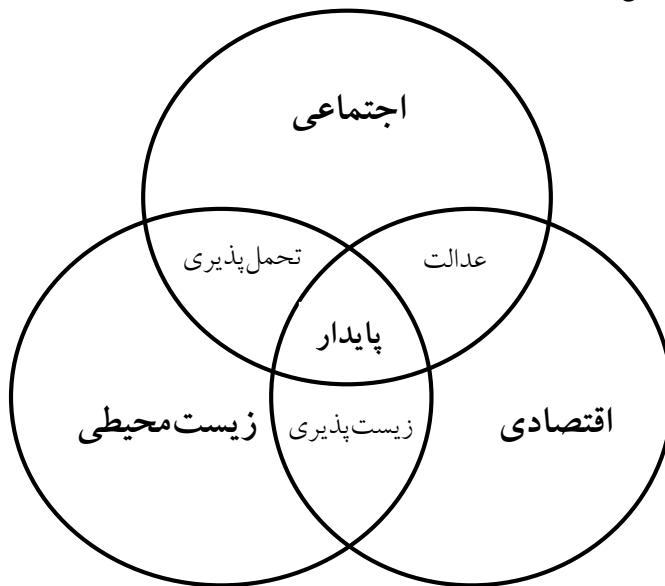 اجتماعی
عدالت
تحمل‌پذیری
پایدار
اقتصادی
زیست‌پذیری
زیست‌محیطی